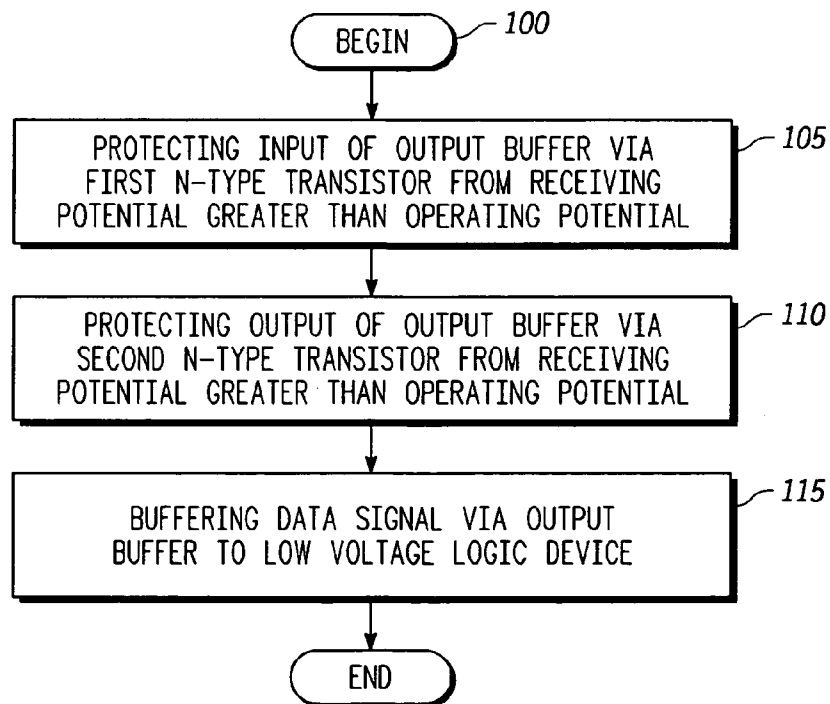 BEGIN
100
PROTECTING INPUT OF OUTPUT BUFFER VIA
FIRST N-TYPE TRANSISTOR FROM RECEIVING
POTENTIAL GREATER THAN OPERATING POTENTIAL
105
PROTECTING OUTPUT OF OUTPUT BUFFER VIA
SECOND N-TYPE TRANSISTOR FROM RECEIVING
POTENTIAL GREATER THAN OPERATING POTENTIAL
110
BUFFERING DATA SIGNAL VIA OUTPUT
BUFFER TO LOW VOLTAGE LOGIC DEVICE
115
END